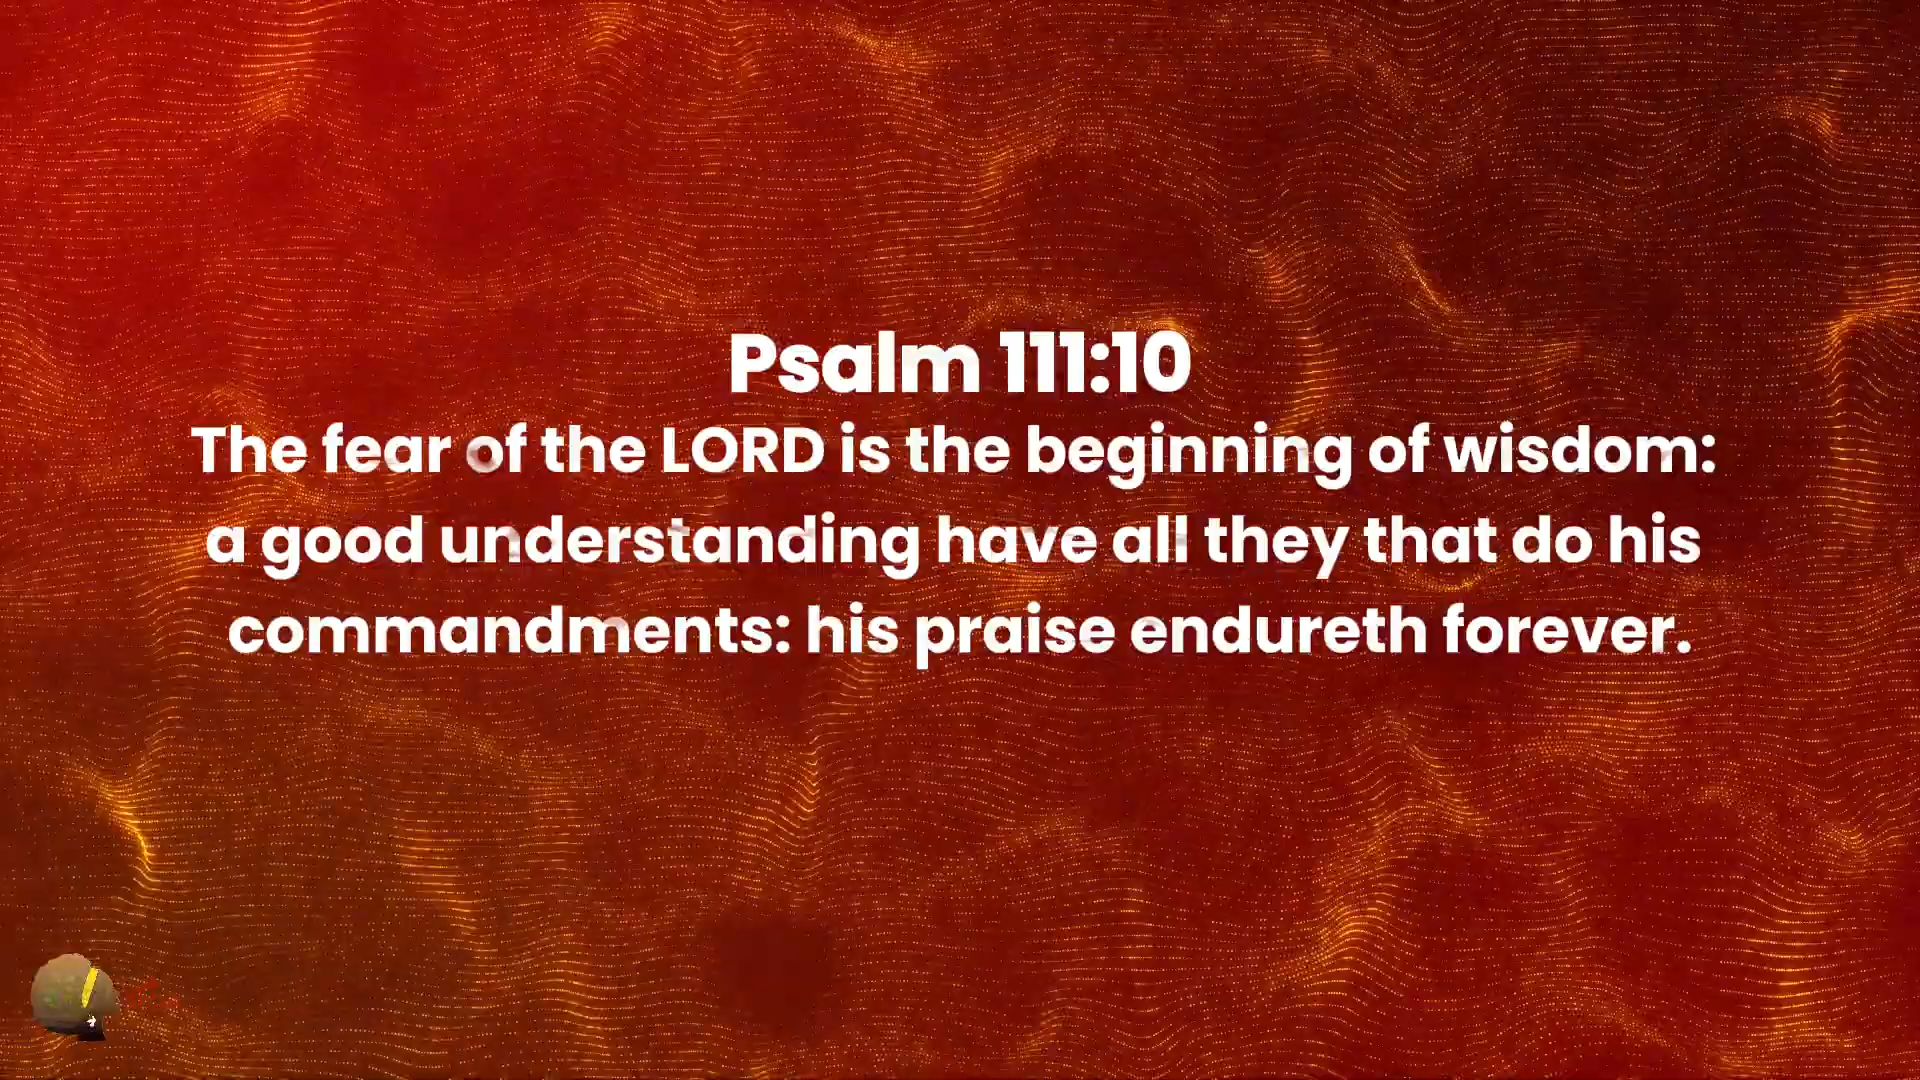 Psalm 111:10
The fear of the LORD is the beginning of wisdom:
a good understanding have all they that do his
commandments: his praise endureth forever.